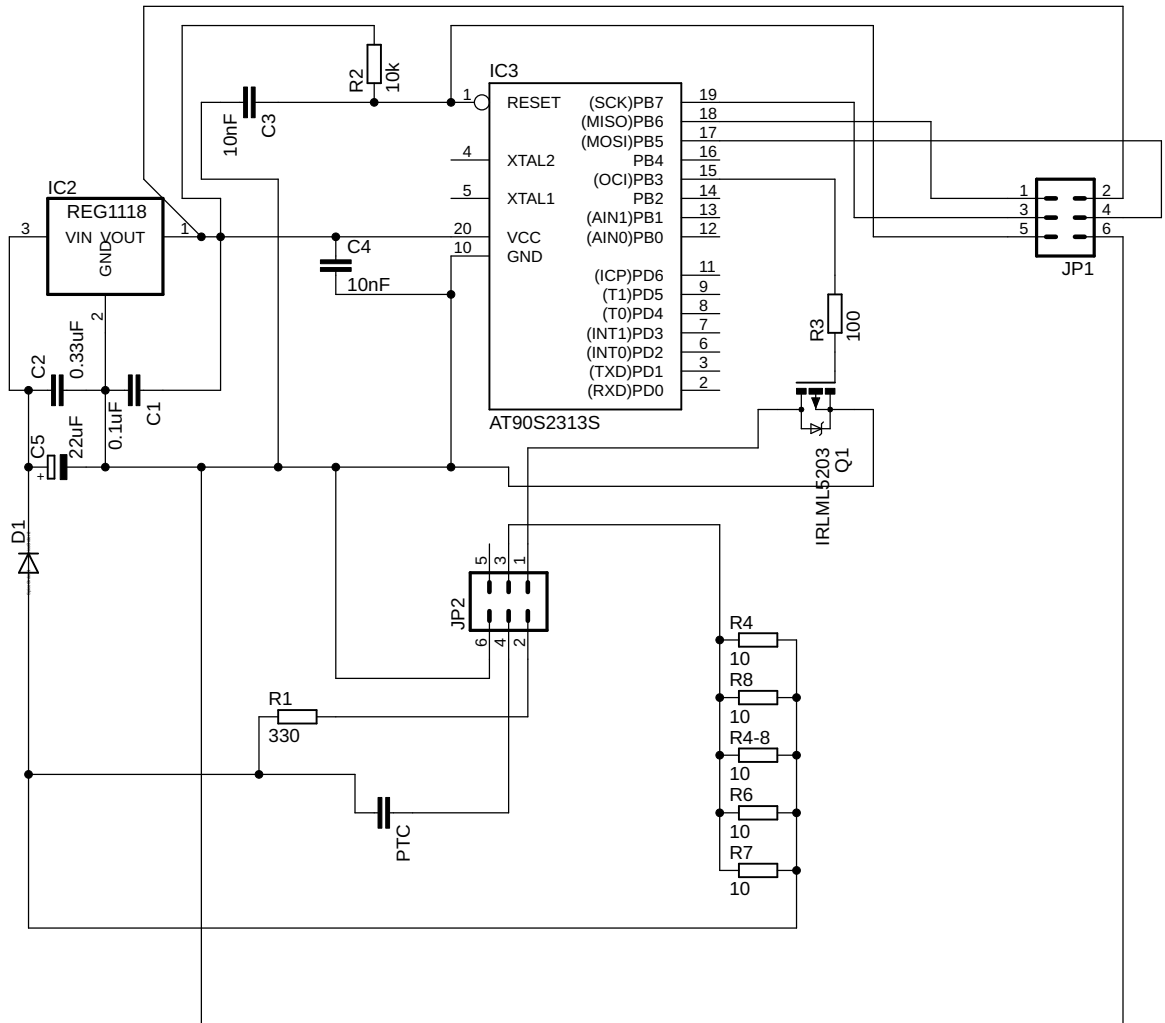 IC2
REG1118
VIN VOUT
GND
3
1
2
C2
0.33uF
0.1uF
C1
C5
22uF
+
D1
10nF
C3
R2
10k
C4
10nF
IC3
1
RESET
4
XTAL2
5
XTAL1
20
VCC
10
GND
(SCK)PB7
19
(MISO)PB6
18
(MOSI)PB5
17
PB4
16
(OCI)PB3
15
PB2
14
(AIN1)PB1
13
(AIN0)PB0
12
(ICP)PD6
11
(T1)PD5
9
(T0)PD4
8
(INT1)PD3
7
(INT0)PD2
6
(TXD)PD1
3
(RXD)PD0
2
AT90S2313S
1
2
3
4
5
6
JP1
R3
100
IRLML5203
Q1
JP2
5
3
1
6
4
2
R1
330
PTC
R4
10
R8
10
R4-8
10
R6
10
R7
10